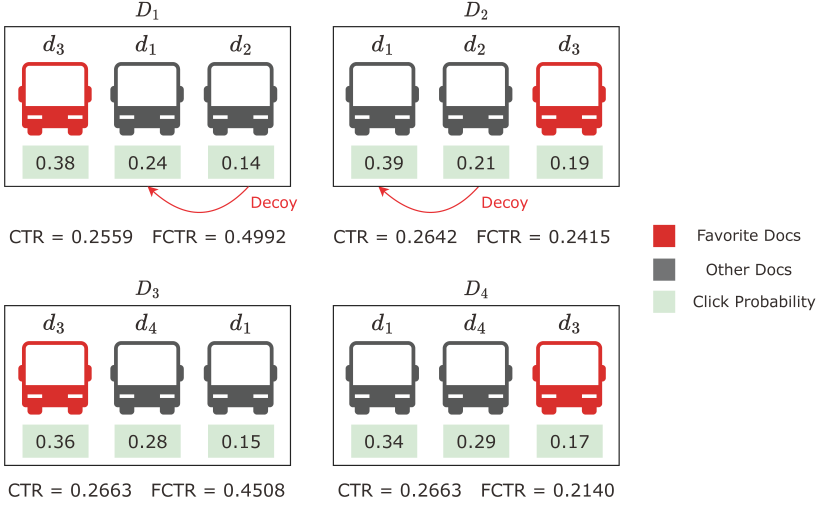 D₁
d₃ d₁ d₂
0.38 0.24 0.14
Decoy
CTR = 0.2559 FCTR = 0.4992
D₂
d₁ d₂ d₃
0.39 0.21 0.19
Decoy
CTR = 0.2642 FCTR = 0.2415
D₃
d₃ d₄ d₁
0.36 0.28 0.15
CTR = 0.2663 FCTR = 0.4508
D₄
d₁ d₄ d₃
0.34 0.29 0.17
CTR = 0.2663 FCTR = 0.2140
Favorite Docs
Other Docs
Click Probability